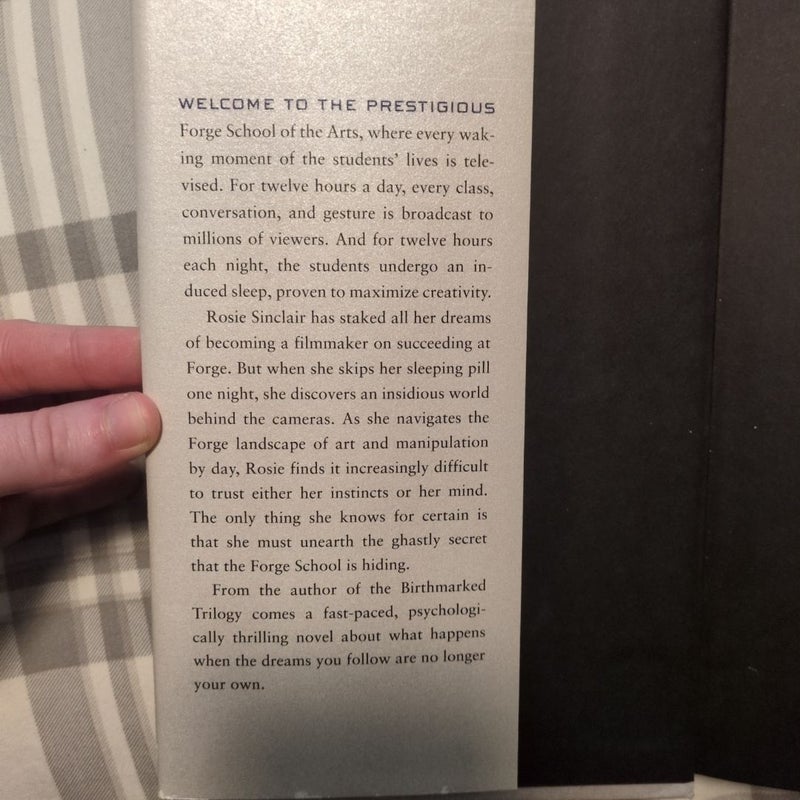 WELCOME TO THE PRESTIGIOUS
Forge School of the Arts, where every wak-
ing moment of the students' lives is tele-
vised. For twelve hours a day, every class,
conversation, and gesture is broadcast to
millions of viewers. And for twelve hours
each night, the students undergo an in-
duced sleep, proven to maximize creativity.
Rosie Sinclair has staked all her dreams
of becoming a filmmaker on succeeding at
Forge. But when she skips her sleeping pill
one night, she discovers an insidious world
behind the cameras. As she navigates the
Forge landscape of art and manipulation
by day, Rosie finds it increasingly difficult
to trust either her instincts or her mind.
The only thing she knows for certain is
that she must unearth the ghastly secret
that the Forge School is hiding.
From the author of the Birthmarked
Trilogy comes a fast-paced, psychologi-
cally thrilling novel about what happens
when the dreams you follow are no longer
your own.